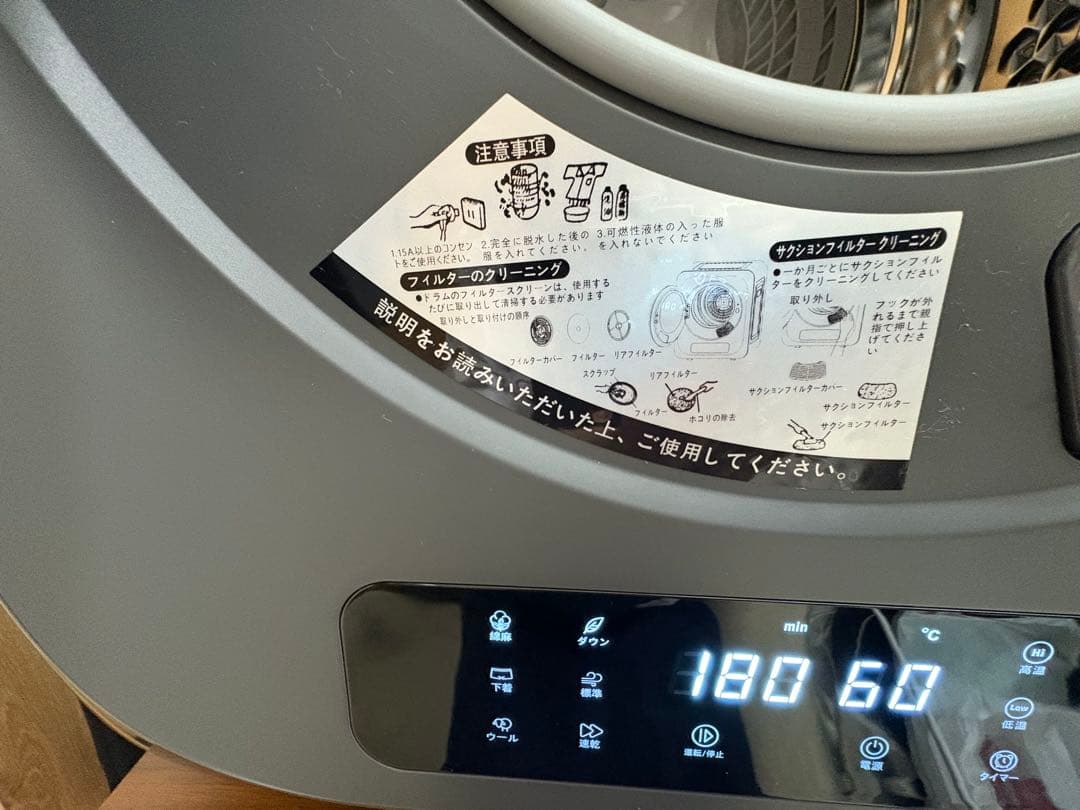 注意事項
1.15A以上のコンセン
トをご使用ください。
2.完全に脱水した後の
服を入れてください。
3.可燃性液体の入った服
を入れないでください
フィルターのクリーニング
●ドラムのフィルタースクリーンは、使用する
たびに取り出して清掃する必要があります
取り外しと取り付けの順序
フィルターカバー
フィルター
リアフィルター
スクラップ
フィルター
リアフィルター
ホコリの除去
サクションフィルター クリーニング
●一か月ごとにサクションフィル
ターをクリーニングしてください
取り外し
フックが外
れるまで親
指で押し上
げてくださ
い
サクションフィルターカバー
サクションフィルター
サクションフィルター
説明をお読みいただいた上、ご使用してください。
綿麻
ダウン
下着
標準
ウール
速乾
min
180
℃
60
運転/停止
電源
Hi
高温
Low
低温
タイマー